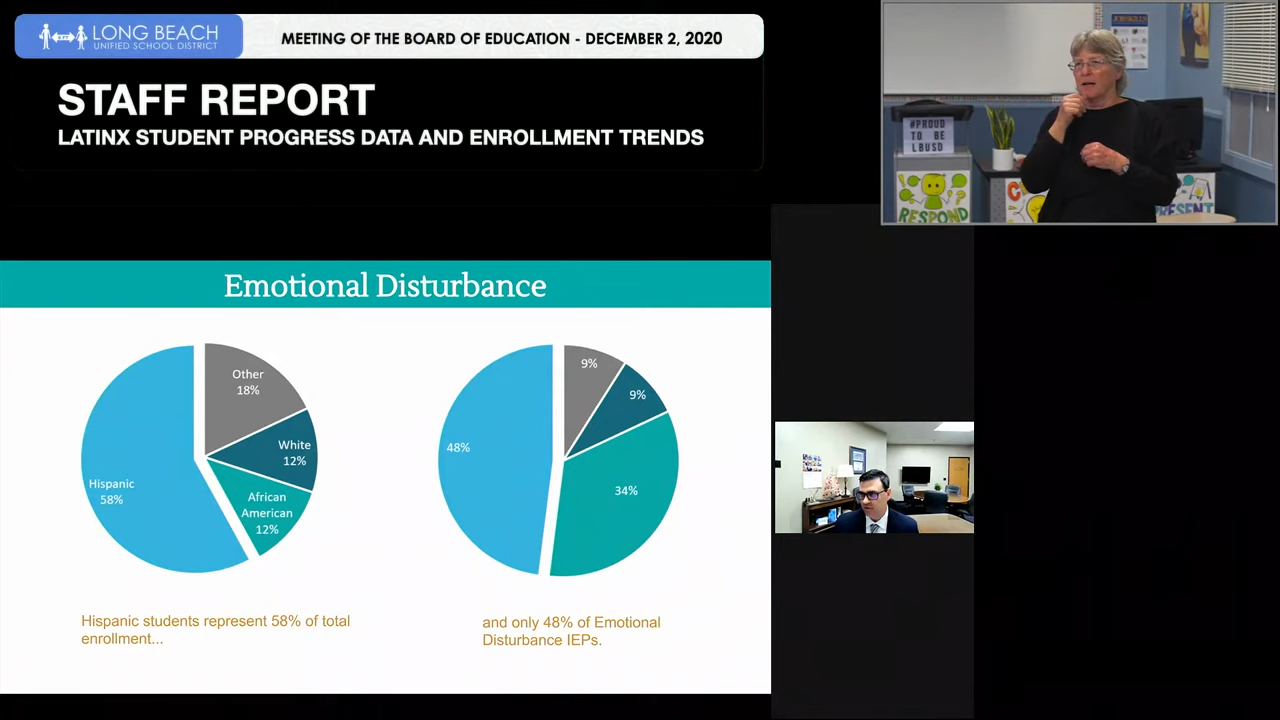 LONG BEACH
UNIFIED SCHOOL DISTRICT
MEETING OF THE BOARD OF EDUCATION - DECEMBER 2, 2020
STAFF REPORT
LATINX STUDENT PROGRESS DATA AND ENROLLMENT TRENDS
#PROUD
TO BE
LBUSD
RESPOND
Emotional Disturbance
Other
18%
White
12%
African
American
12%
Hispanic
58%
9%
9%
34%
48%
Hispanic students represent 58% of total
enrollment...
and only 48% of Emotional
Disturbance IEPs.